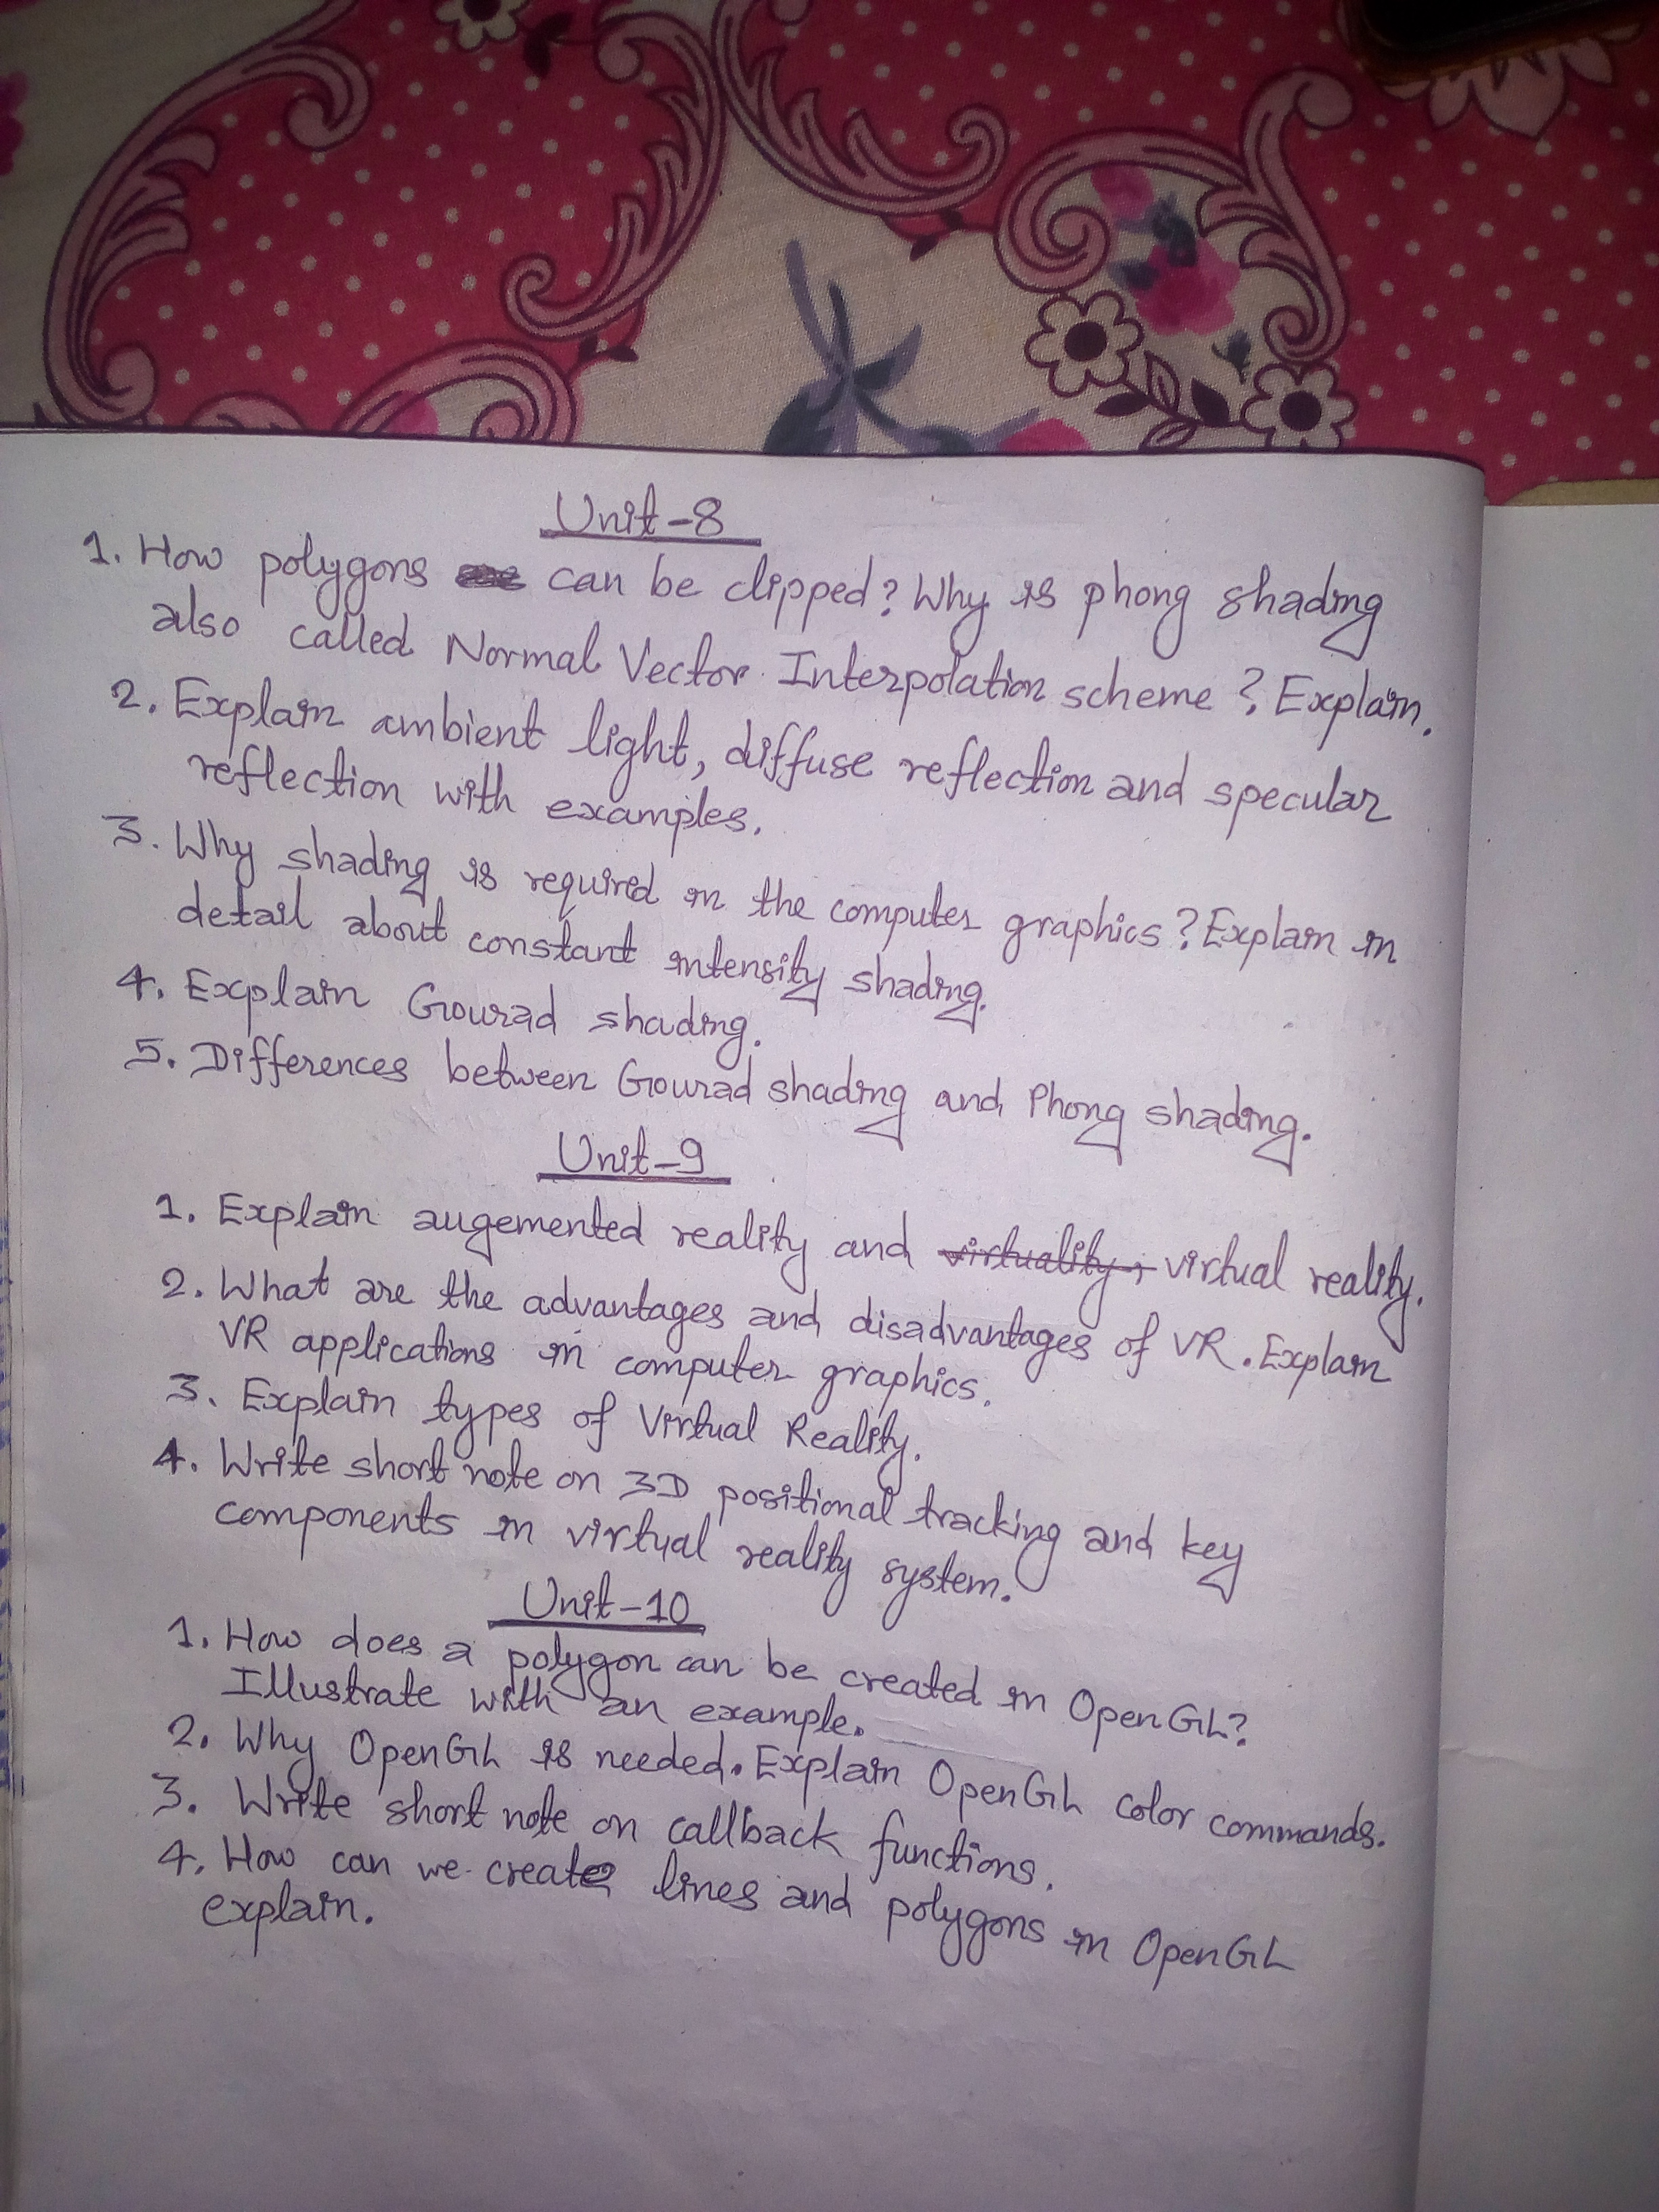 Unit-8
1. How polygons can be clipped? Why is phong shading
also called Normal Vector Interpolation scheme? Explain.
2. Explain ambient light, diffuse reflection and specular
reflection with examples.
3. Why shading is required in the computer graphics? Explain in
detail about constant intensity shading.
4. Explain Gourad shading.
5. Differences between Gourad shading and Phong shading.
Unit-9
1. Explain augemented reality and virtuality, virtual reality.
2. What are the advantages and disadvantages of VR. Explain
VR applications in computer graphics.
3. Explain types of Virtual Reality.
4. Write short note on 3D positional tracking and key
components in virtual reality system.
Unit-10
1. How does a polygon can be created in OpenGL?
Illustrate with an example.
2. Why OpenGL is needed. Explain OpenGL color commands.
3. Write short note on callback functions.
4. How can we create lines and polygons in OpenGL
explain.